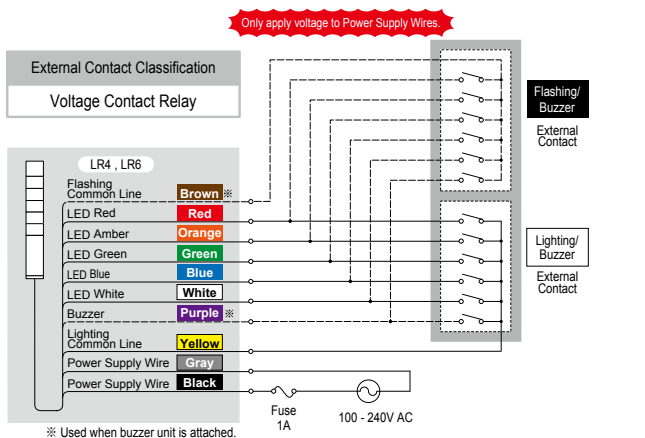 Only apply voltage to Power Supply Wires.
External Contact Classification
Voltage Contact Relay
Flashing/
Buzzer
External
Contact
LR4 , LR6
Flashing
Common Line Brown ※
LED Red Red
LED Amber Orange
LED Green Green
LED Blue Blue
LED White White
Buzzer Purple ※
Lighting
Common Line Yellow
Power Supply Wire Gray
Power Supply Wire Black
Lighting/
Buzzer
External
Contact
Fuse
1A
100 - 240V AC
※ Used when buzzer unit is attached.